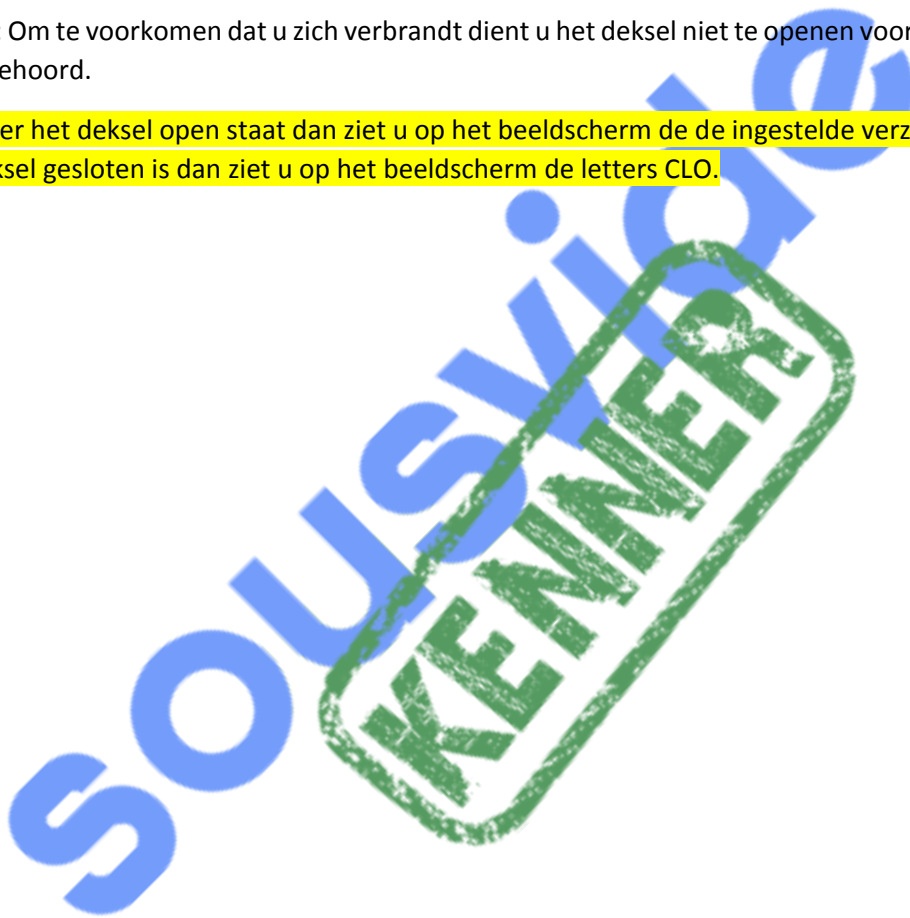 : Om te voorkomen dat u zich verbrandt dient u het deksel niet te openen voor
ehoord.
er het deksel open staat dan ziet u op het beeldscherm de de ingestelde verz
ksel gesloten is dan ziet u op het beeldscherm de letters CLO.
sousvide
KENNER